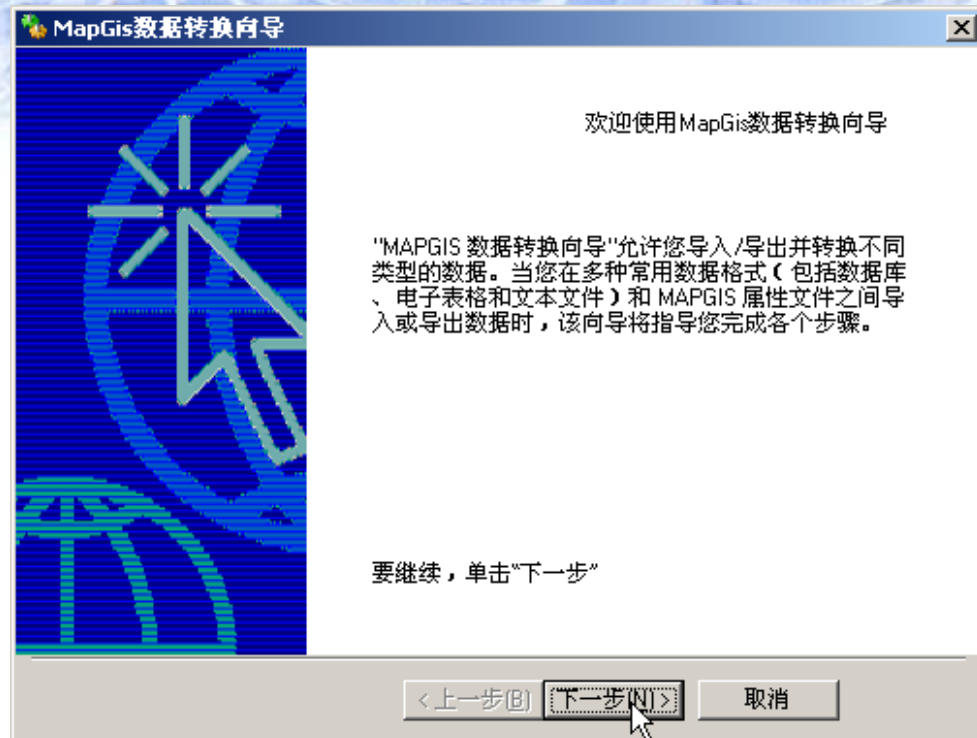 MapGis数据转换向导
欢迎使用MapGis数据转换向导
"MAPGIS 数据转换向导"允许您导入/导出并转换不同
类型的数据。当您在多种常用数据格式(包括数据库
、电子表格和文本文件)和 MAPGIS 属性文件之间导
入或导出数据时,该向导将指导您完成各个步骤。
要继续,单击"下一步"
<上一步(B) 下一步(N)> 取消